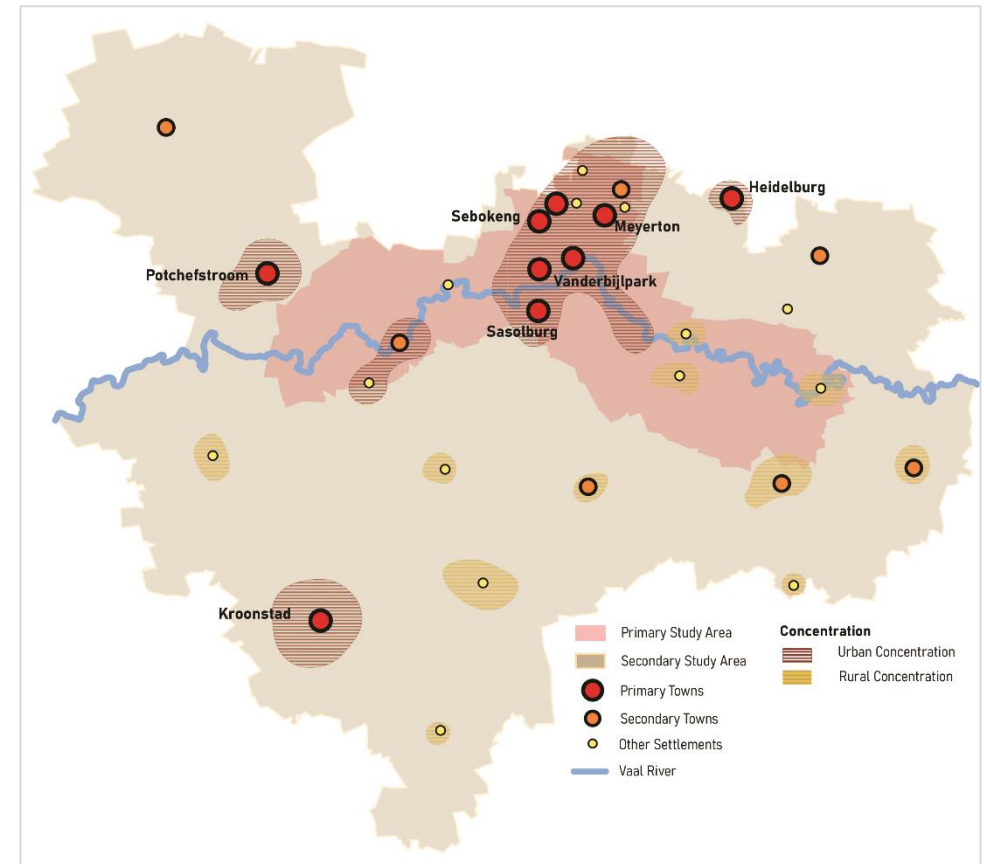 Heidelburg
Sebokeng
Meyerton
Potchefstroom
Vanderbijlpark
Sasolburg
Kroonstad
Primary Study Area
Secondary Study Area
Primary Towns
Secondary Towns
Other Settlements
Vaal River
Concentration
Urban Concentration
Rural Concentration